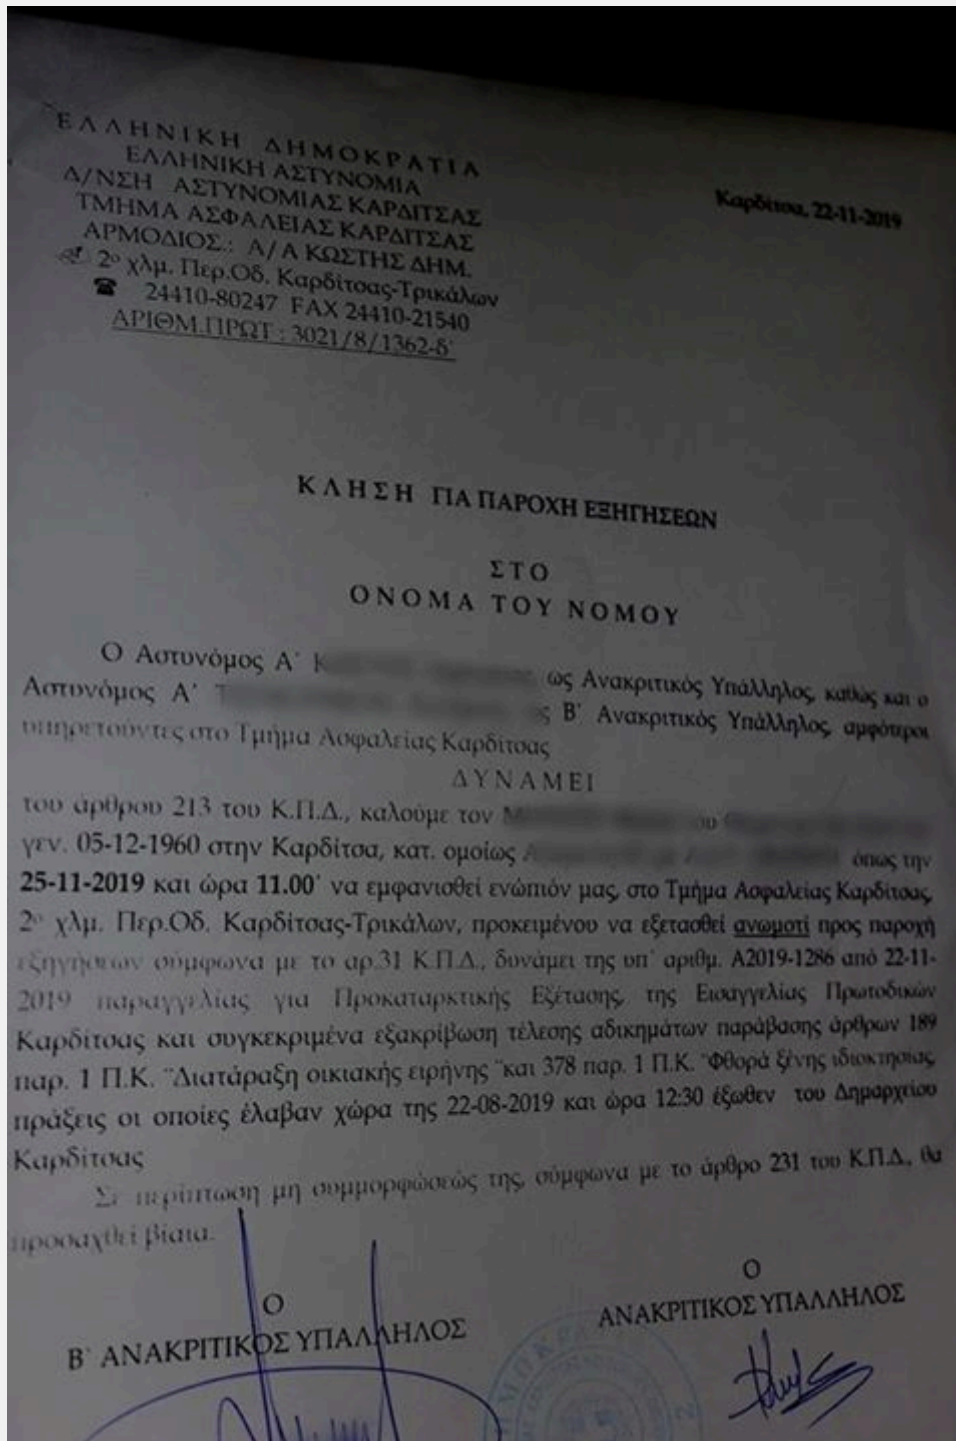 ΕΛΛΗΝΙΚΗ ΔΗΜΟΚΡΑΤΙΑ
ΕΛΛΗΝΙΚΗ ΑΣΤΥΝΟΜΙΑ
Δ/ΝΣΗ ΑΣΤΥΝΟΜΙΑΣ ΚΑΡΔΙΤΣΑΣ
ΤΜΗΜΑ ΑΣΦΑΛΕΙΑΣ ΚΑΡΔΙΤΣΑΣ
ΑΡΜΟΔΙΟΣ.: Α/Α ΚΩΣΤΗΣ ΔΗΜ.
2ο χλμ. Περ.Οδ. Καρδίτσας-Τρικάλων
24410-80247 FAX 24410-21540
ΑΡΙΘΜ.ΠΡΩΤ : 3021/8/1362-δ΄
Καρδίτσα, 22-11-2019
ΚΛΗΣΗ ΓΙΑ ΠΑΡΟΧΗ ΕΞΗΓΗΣΕΩΝ
ΣΤΟ
ΟΝΟΜΑ ΤΟΥ ΝΟΜΟΥ
Ο Αστυνόμος Α΄ ως Ανακριτικός Υπάλληλος, καθώς και ο
Αστυνόμος Α΄ Β΄ Ανακριτικός Υπάλληλος, αμφότεροι
υπηρετούντες στο Τμήμα Ασφαλείας Καρδίτσας
ΔΥΝΑΜΕΙ
του άρθρου 213 του Κ.Π.Δ., καλούμε τον
γεν. 05-12-1960 στην Καρδίτσα, κατ. ομοίως όπως την
25-11-2019 και ώρα 11.00΄ να εμφανισθεί ενώπιόν μας, στο Τμήμα Ασφαλείας Καρδίτσας,
2ο χλμ. Περ.Οδ. Καρδίτσας-Τρικάλων, προκειμένου να εξετασθεί ανωμοτί προς παροχή
εξηγήσεων σύμφωνα με το αρ.31 Κ.Π.Δ., δυνάμει της υπ΄ αριθμ. Α2019-1286 από 22-11-
2019 παραγγελίας για Προκαταρκτικής Εξέτασης, της Εισαγγελίας Πρωτοδικών
Καρδίτσας και συγκεκριμένα εξακρίβωση τέλεσης αδικημάτων παράβασης άρθρων 189
παρ. 1 Π.Κ. ¨Διατάραξη οικιακής ειρήνης ¨και 378 παρ. 1 Π.Κ. ¨Φθορά ξένης ιδιοκτησίας,
πράξεις οι οποίες έλαβαν χώρα της 22-08-2019 και ώρα 12:30 έξωθεν του Δημαρχείου
Καρδίτσας
Σε περίπτωση μη συμμορφώσεώς της, σύμφωνα με το άρθρο 231 του Κ.Π.Δ., θα
προσαχθεί βίαια.
Ο
Β΄ ΑΝΑΚΡΙΤΙΚΟΣ ΥΠΑΛΛΗΛΟΣ
Ο
ΑΝΑΚΡΙΤΙΚΟΣ ΥΠΑΛΛΗΛΟΣ